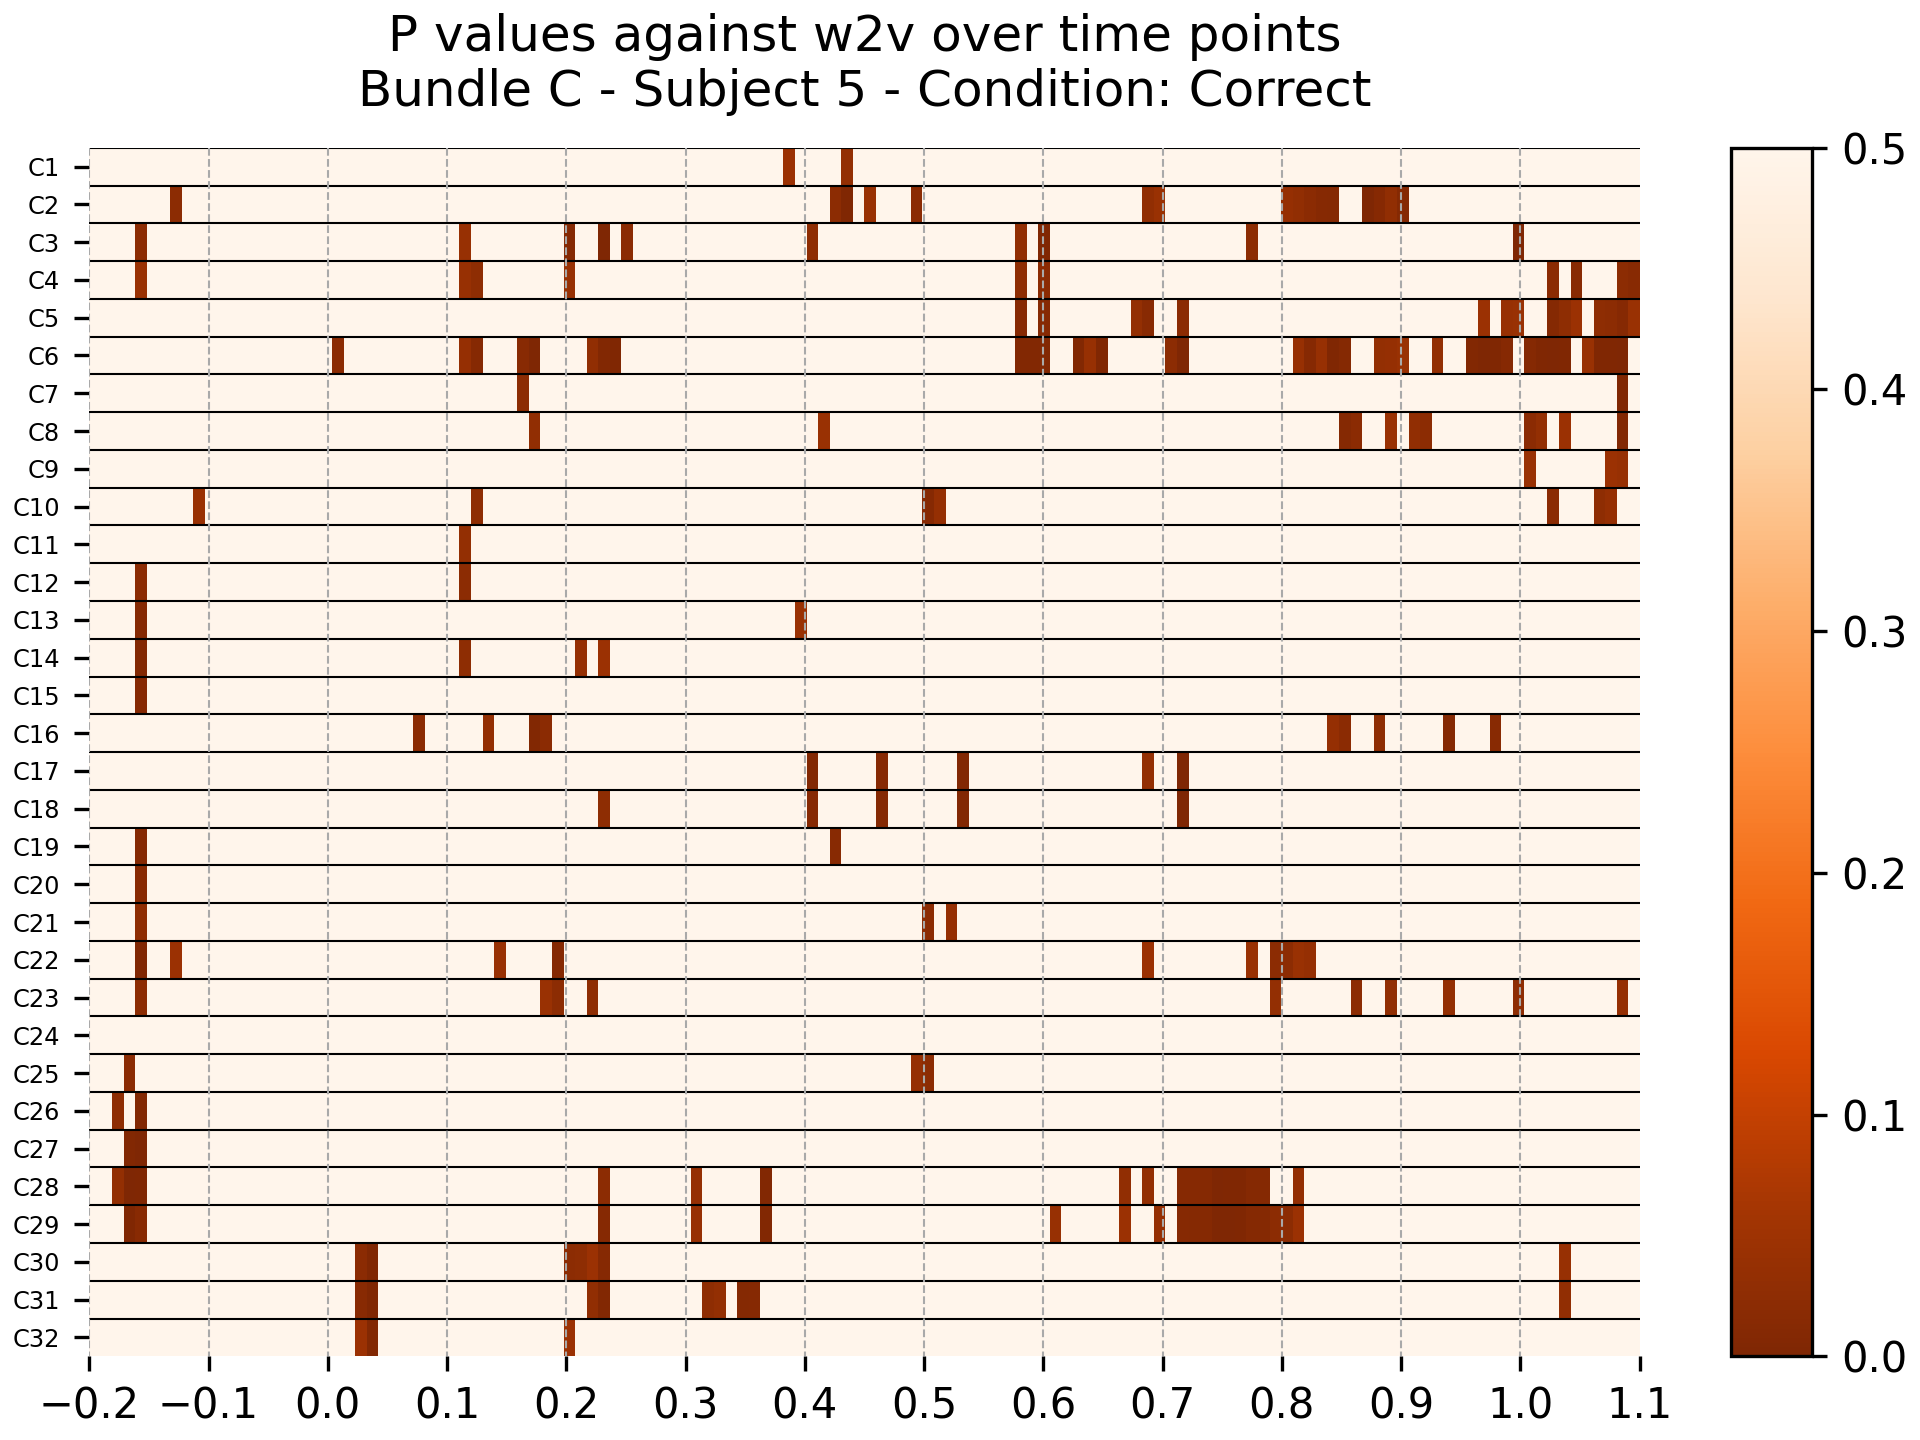 P values against w2v over time points
Bundle C - Subject 5 - Condition: Correct
C1
C2
C3
C4
C5
C6
C7
C8
C9
C10
C11
C12
C13
C14
C15
C16
C17
C18
C19
C20
C21
C22
C23
C24
C25
C26
C27
C28
C29
C30
C31
C32
−0.2 −0.1 0.0 0.1 0.2 0.3 0.4 0.5 0.6 0.7 0.8 0.9 1.0 1.1
0.5
0.4
0.3
0.2
0.1
0.0